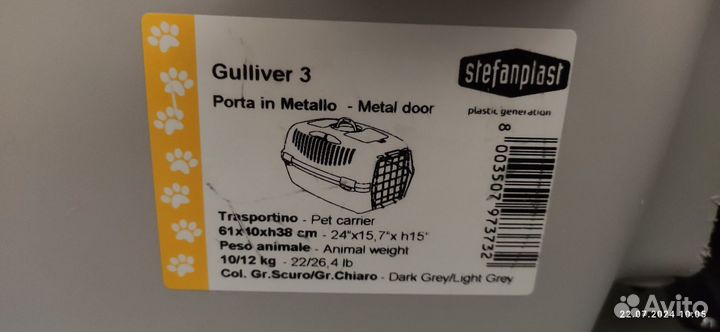 Gulliver 3
stefanplast
plastic generation
Porta in Metallo - Metal door
8 003507 973732
Trasportino - Pet carrier
61x40xh38 cm - 24"x15,7"x h15"
Peso animale - Animal weight
10/12 kg - 22/26,4 lb
Col. Gr.Scuro/Gr.Chiaro - Dark Grey/Light Grey
Avito
22.07.2024 10:05